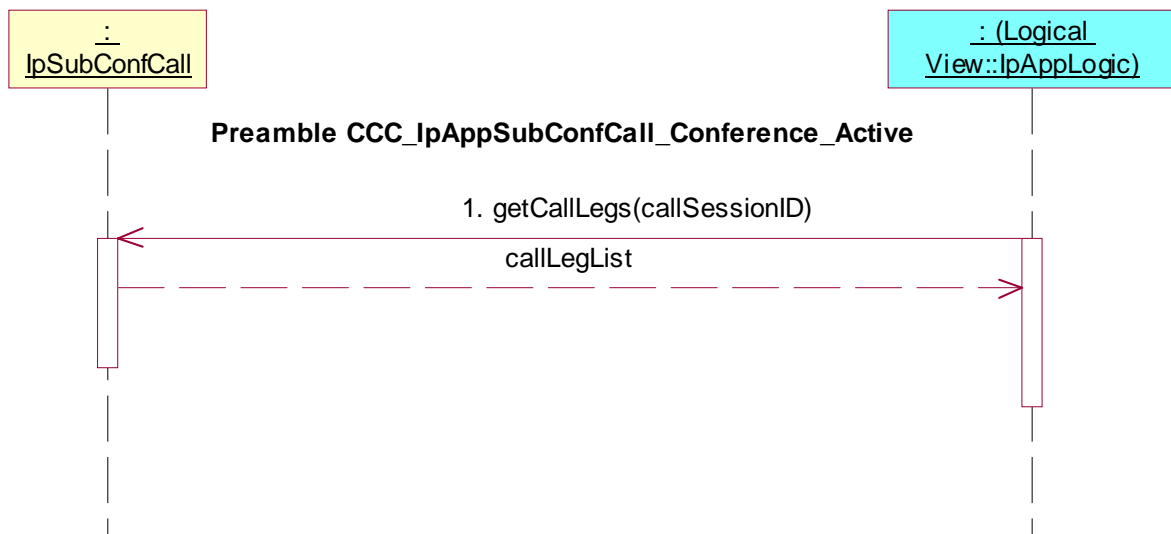 :
IpSubConfCall
: (Logical
View::IpAppLogic)
Preamble CCC_IpAppSubConfCall_Conference_Active
1. getCallLegs(callSessionID)
callLegList